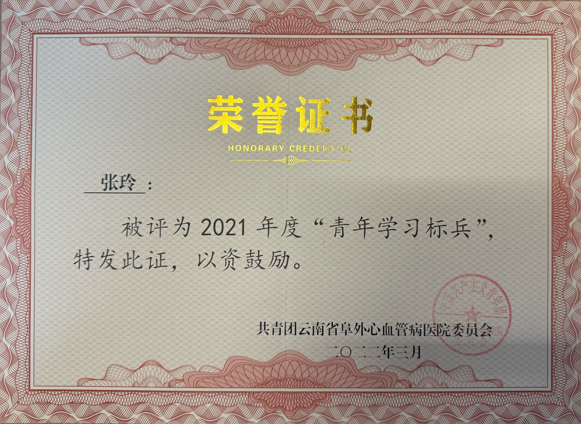 荣誉证书
HONORARY CREDENTIAL
张玲：
被评为 2021 年度“青年学习标兵”，
特发此证，以资鼓励。
共青团云南省阜外心血管病医院委员会
二〇二二年三月